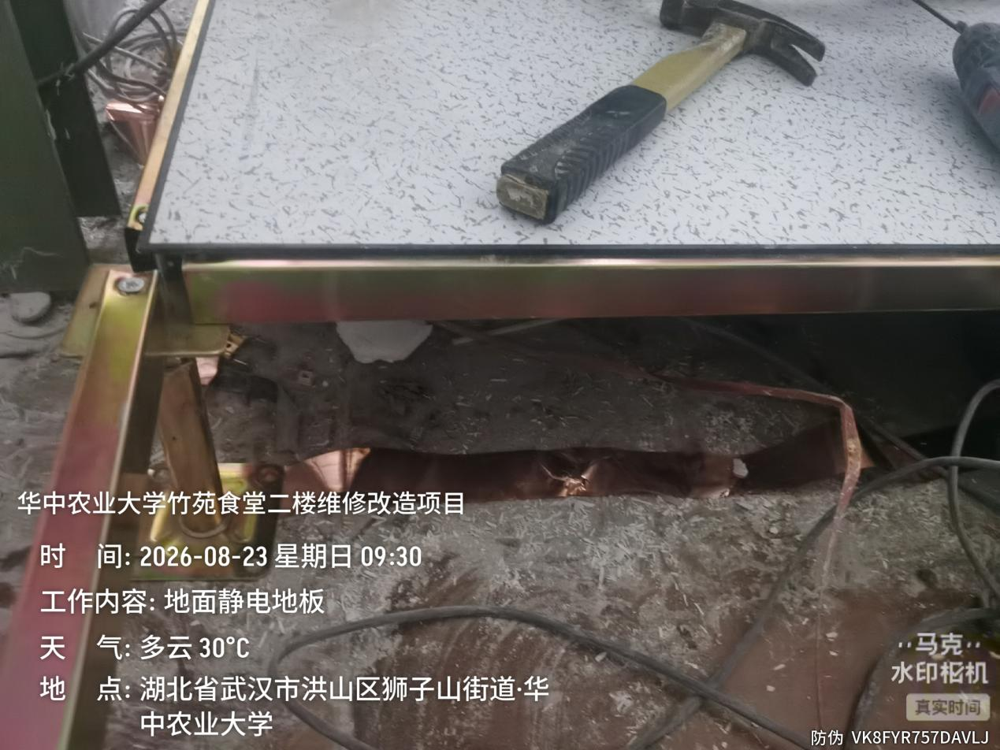 华中农业大学竹苑食堂二楼维修改造项目
时 间: 2026-08-23 星期日 09:30
工作内容: 地面静电地板
天 气: 多云 30°C
地 点: 湖北省武汉市洪山区狮子山街道·华
中农业大学
马克
水印相机
真实时间
防伪 VK8FYR757DAVLJ